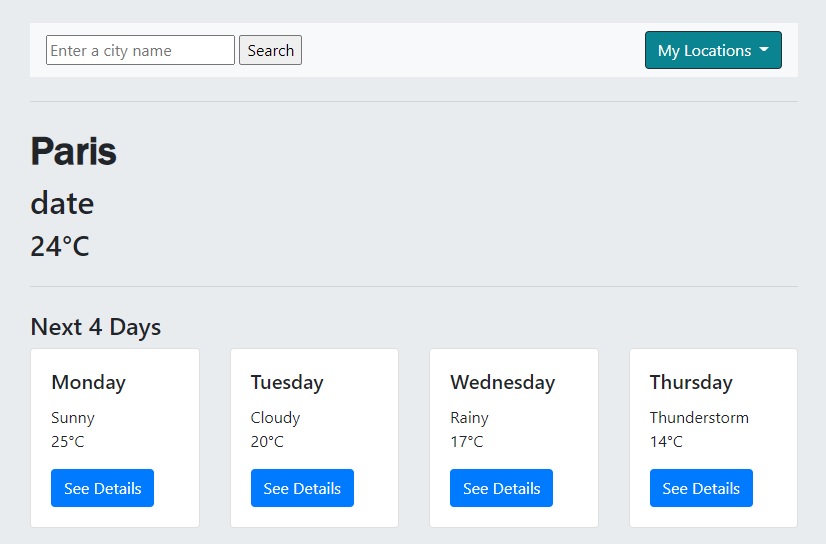 Enter a city name Search My Locations
Paris
date
24°C
Next 4 Days
Monday
Sunny
25°C
See Details
Tuesday
Cloudy
20°C
See Details
Wednesday
Rainy
17°C
See Details
Thursday
Thunderstorm
14°C
See Details